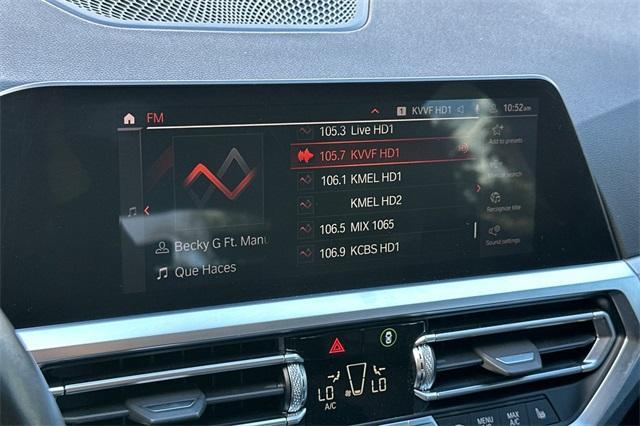 FM
1 KVVF HD1 10:52am
105.3 Live HD1
105.7 KVVF HD1
106.1 KMEL HD1
KMEL HD2
106.5 MIX 1065
106.9 KCBS HD1
Becky G Ft. Manu
Que Haces
Add to presets
search
Recognize title
Sound settings
LO LO
A/C
MENU
MAX
A/C